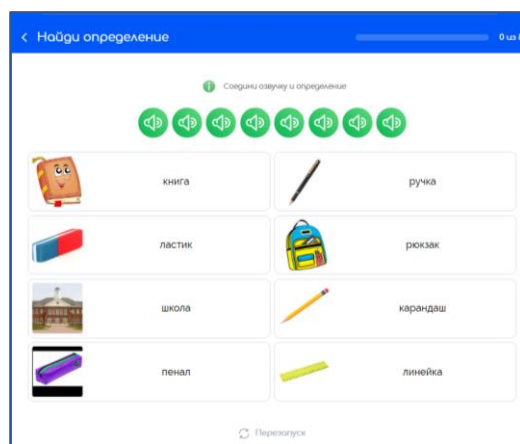 Найди определение
0 из
Соедини озвучку и определение
книга
ручка
ластик
рюкзак
школа
карандаш
пенал
линейка
Перезапуск